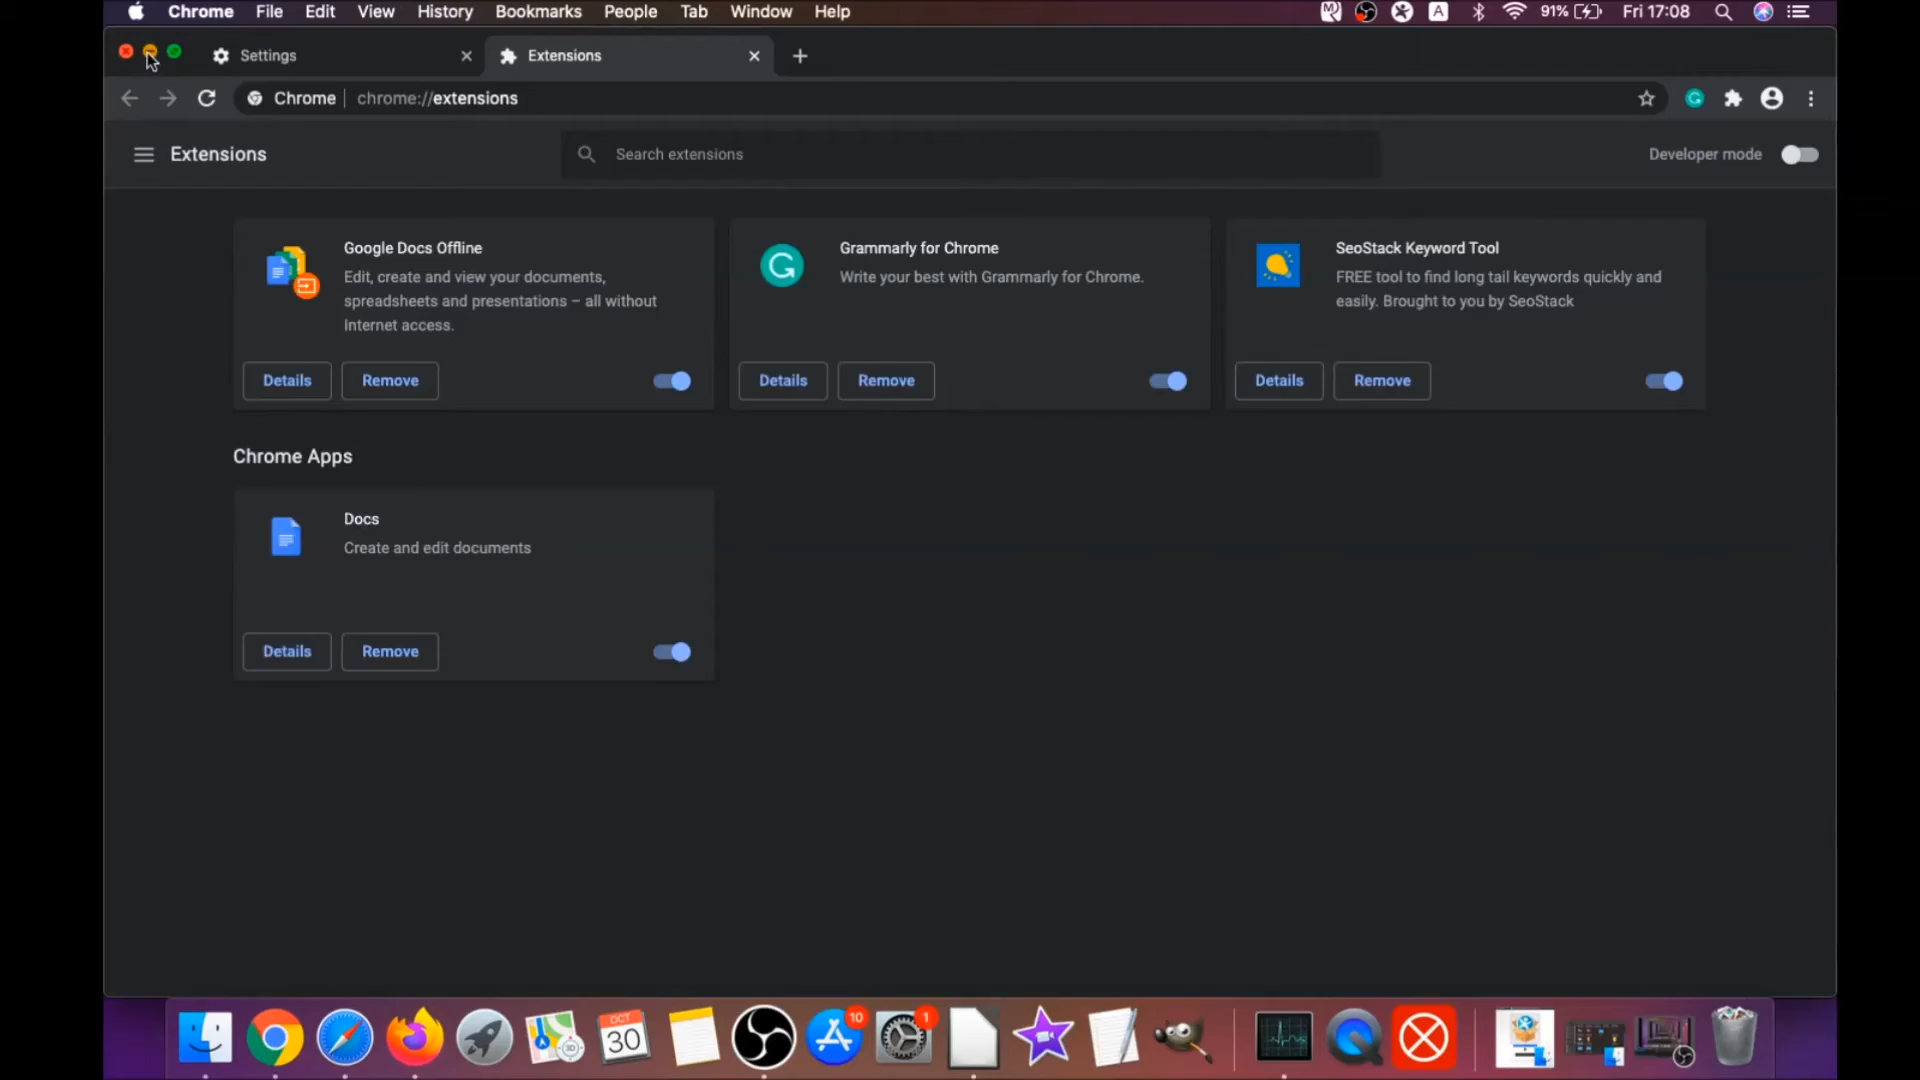 Chrome File Edit View History Bookmarks People Tab Window Help 91% Fri 17:08
Settings Extensions
Chrome chrome://extensions
Extensions Search extensions Developer mode
Google Docs Offline
Edit, create and view your documents,
spreadsheets and presentations – all without
Internet access.
Details Remove
Grammarly for Chrome
Write your best with Grammarly for Chrome.
Details Remove
SeoStack Keyword Tool
FREE tool to find long tail keywords quickly and
easily. Brought to you by SeoStack
Details Remove
Chrome Apps
Docs
Create and edit documents
Details Remove
OCT
30
10
1